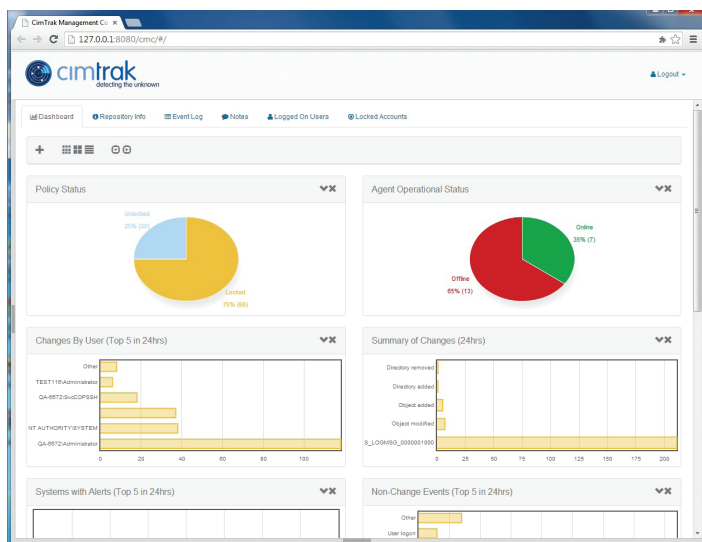 CimTrak Management Co
127.0.0.1:8080/cmc/#/
cimtrak
detecting the unknown
Logout
Dashboard
Repository Info
Event Log
Notes
Logged On Users
Locked Accounts
Policy Status
Unlocked
25%
Locked
75%
Agent Operational Status
Online
35% (7)
Offline
65% (13)
Changes By User (Top 5 in 24hrs)
Other
TEST116\Administrator
QA-6672\SvcCOPSSH
NT AUTHORITY\SYSTEM
QA-6672\Administrator
0 20 40 60 80 100
Summary of Changes (24hrs)
Directory removed
Directory added
Object added
Object modified
S_LOGMSG_0000001000
0 25 50 75 100 125 150 175 200
Systems with Alerts (Top 5 in 24hrs)
Non-Change Events (Top 5 in 24hrs)
Other
User logon